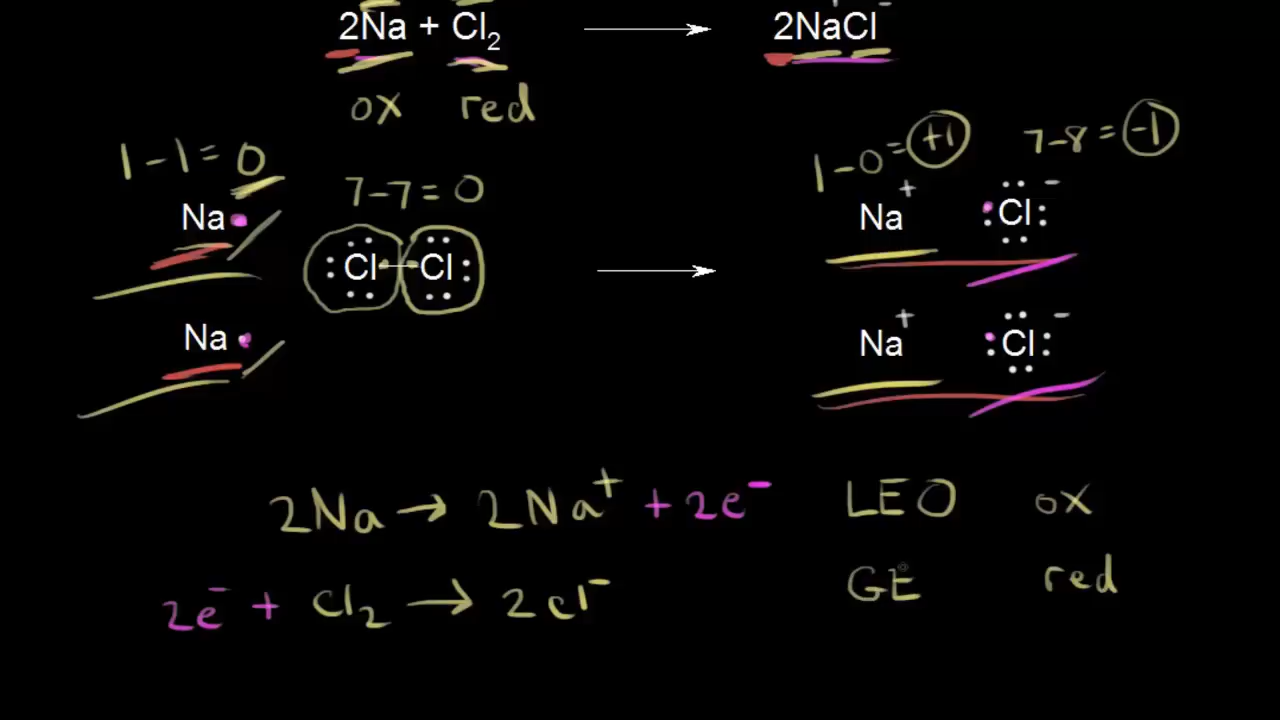 2Na + Cl₂ → 2NaCl
ox red
1-1=0 7-7=0 1-0=+1 7-8=-1
Na Na⁺ Cl⁻
Cl—Cl →
Na Na⁺ Cl⁻
2Na → 2Na⁺ + 2e⁻ LEO ox
2e⁻ + Cl₂ → 2Cl⁻ GE red